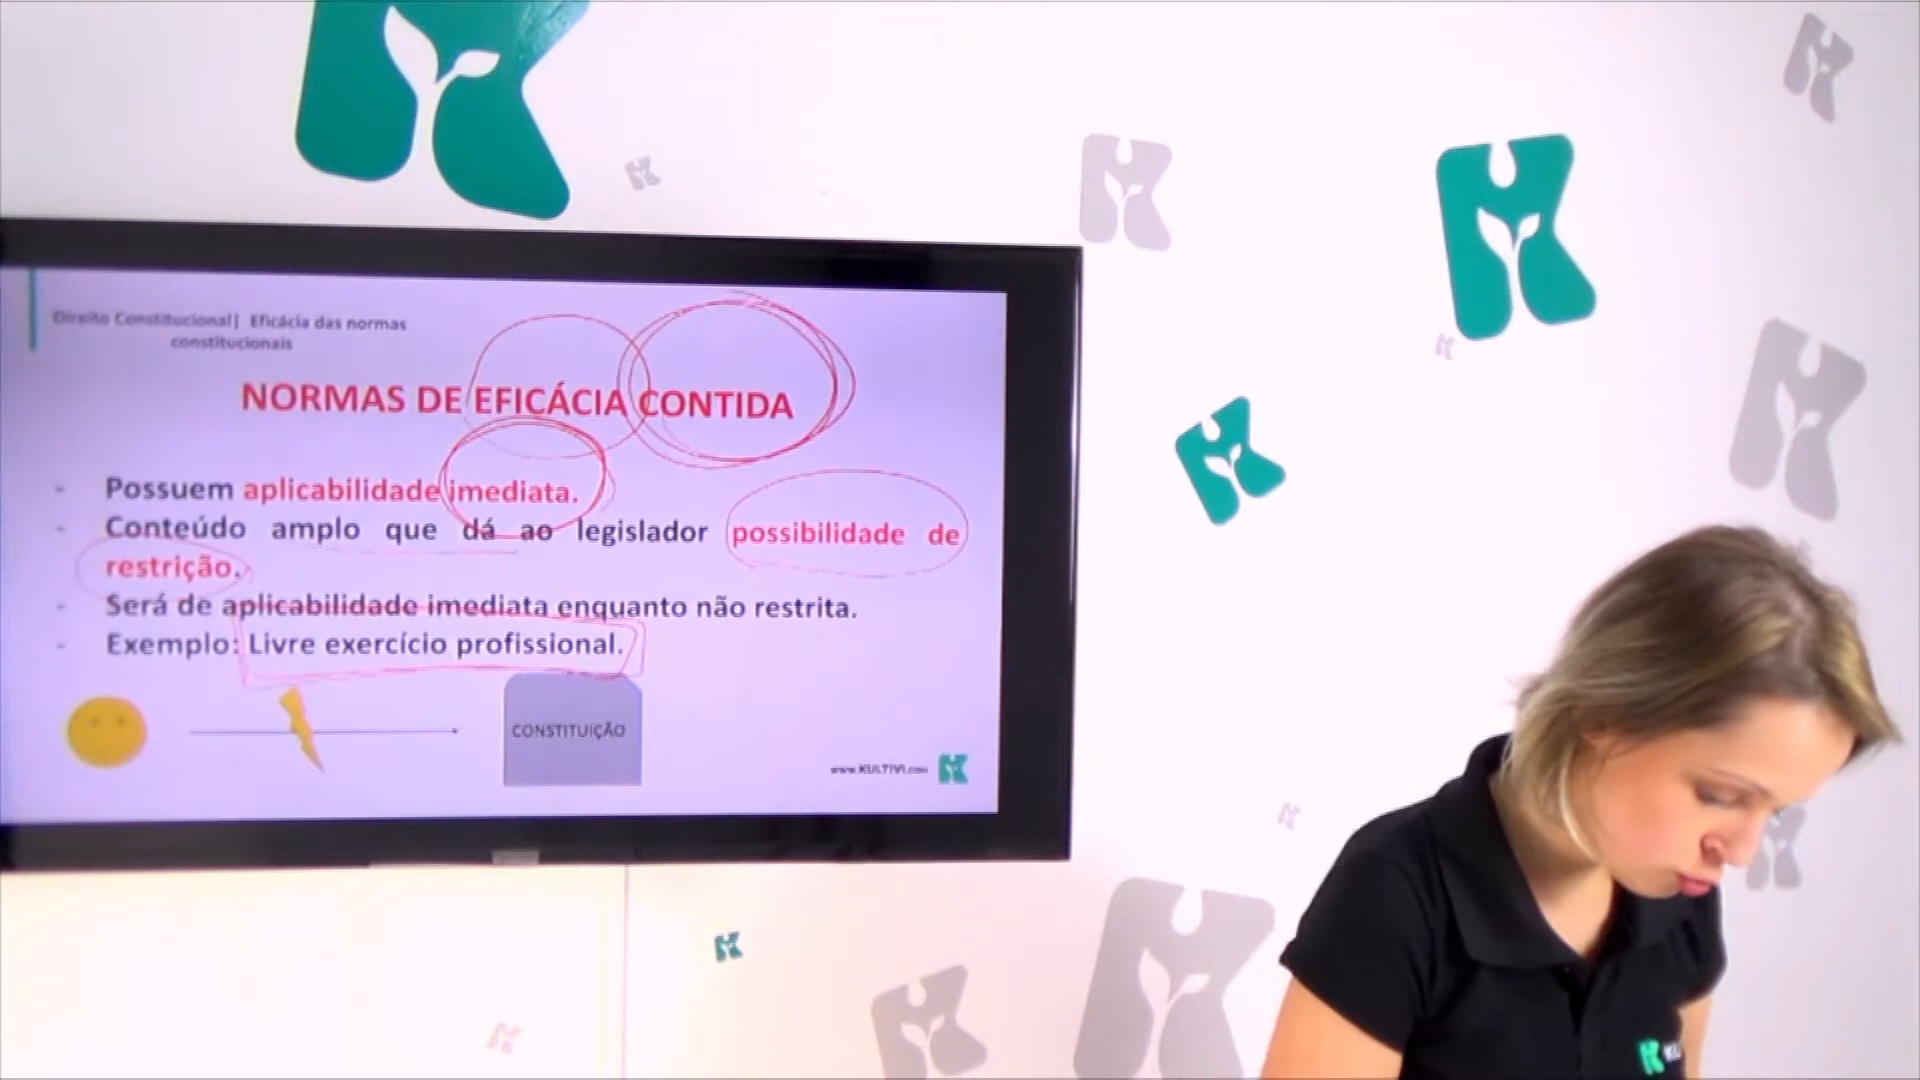 Direito Constitucional| Eficácia das normas
constitucionais
NORMAS DE EFICÁCIA CONTIDA
- Possuem aplicabilidade imediata.
- Conteúdo amplo que dá ao legislador possibilidade de
restrição.
- Será de aplicabilidade imediata enquanto não restrita.
- Exemplo: Livre exercício profissional.
CONSTITUIÇÃO
www.KULTIVI.com